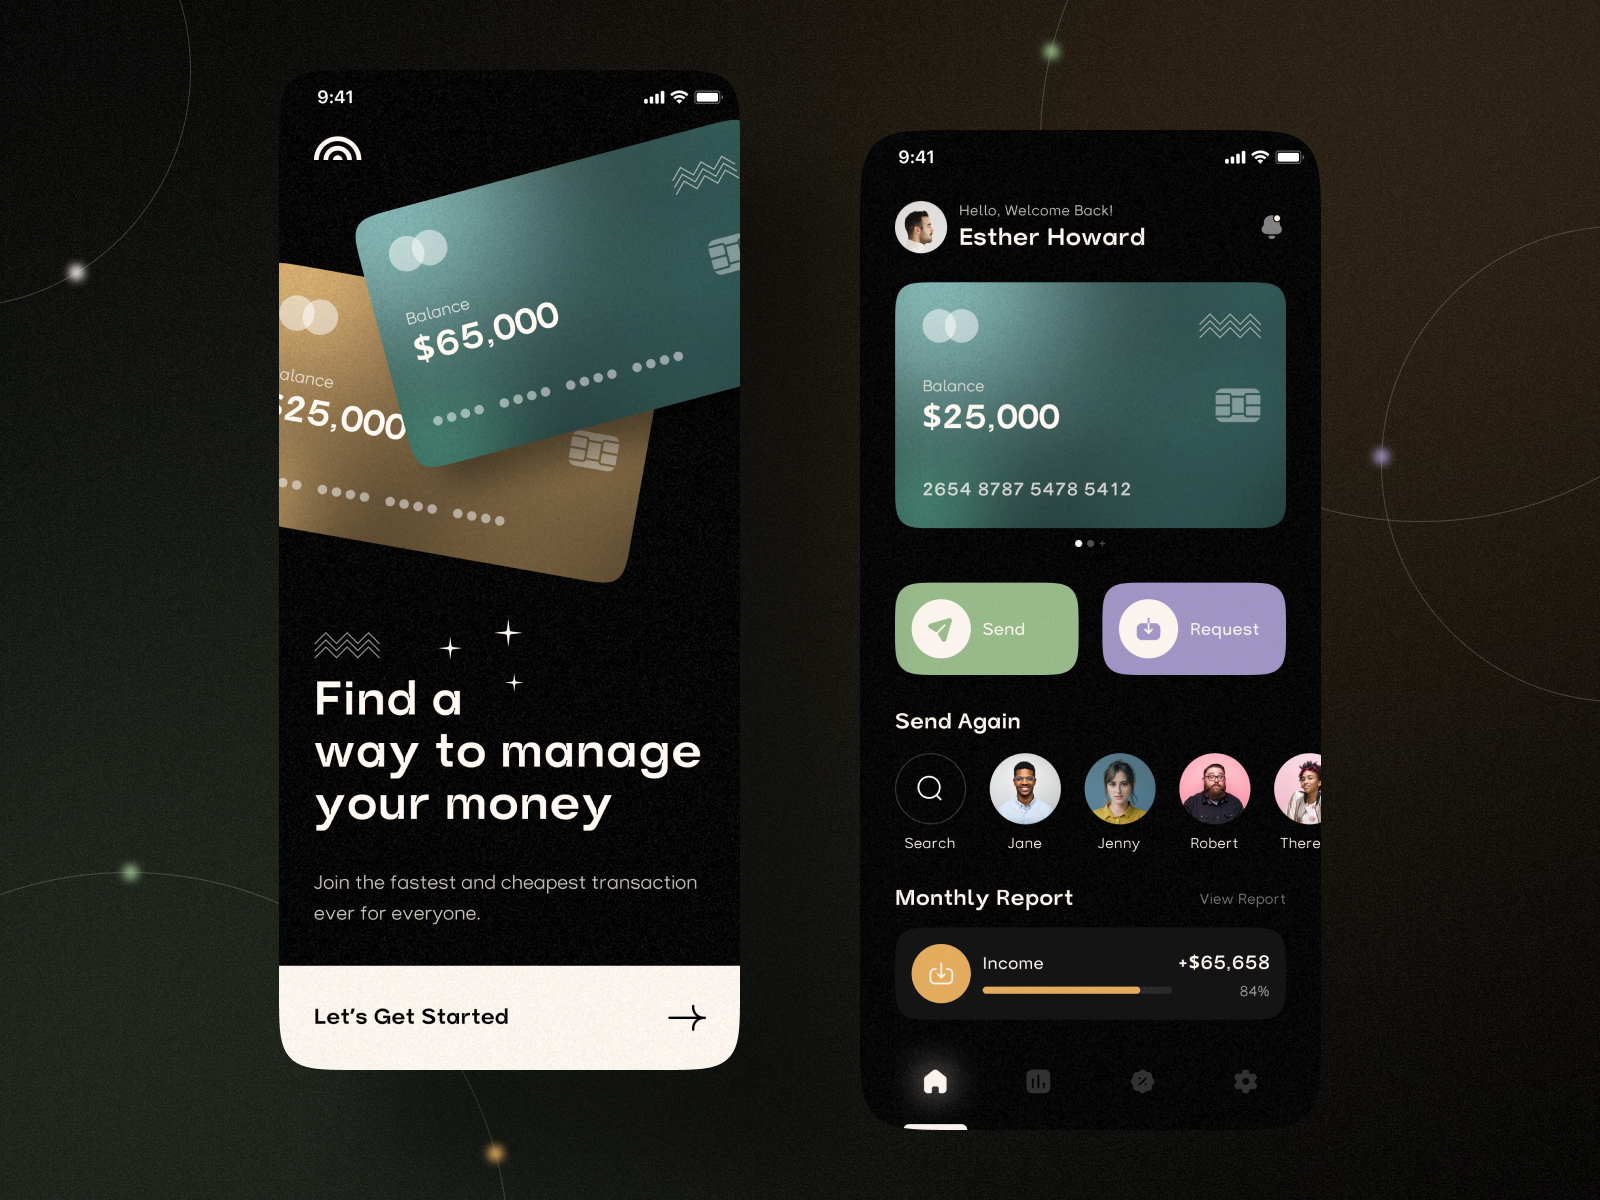 9:41
Balance
$65,000
alance
$25,000
Find a
way to manage
your money
Join the fastest and cheapest transaction
ever for everyone.
Let's Get Started
9:41
Hello, Welcome Back!
Esther Howard
Balance
$25,000
2654 8787 5478 5412
Send
Request
Send Again
Search
Jane
Jenny
Robert
There
Monthly Report
View Report
Income
+$65,658
84%